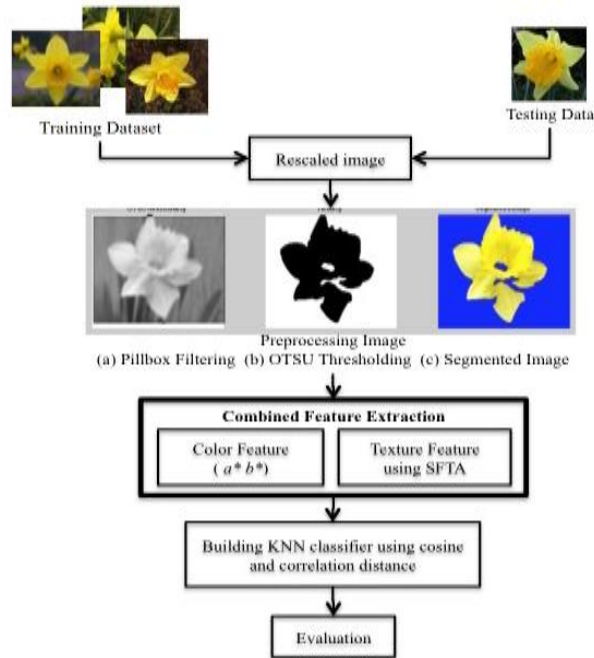 Training Dataset
Testing Data
Rescaled image
Preprocessing Image
(a) Pillbox Filtering (b) OTSU Thresholding (c) Segmented Image
Combined Feature Extraction
Color Feature
( a* b*)
Texture Feature
using SFTA
Building KNN classifier using cosine
and correlation distance
Evaluation